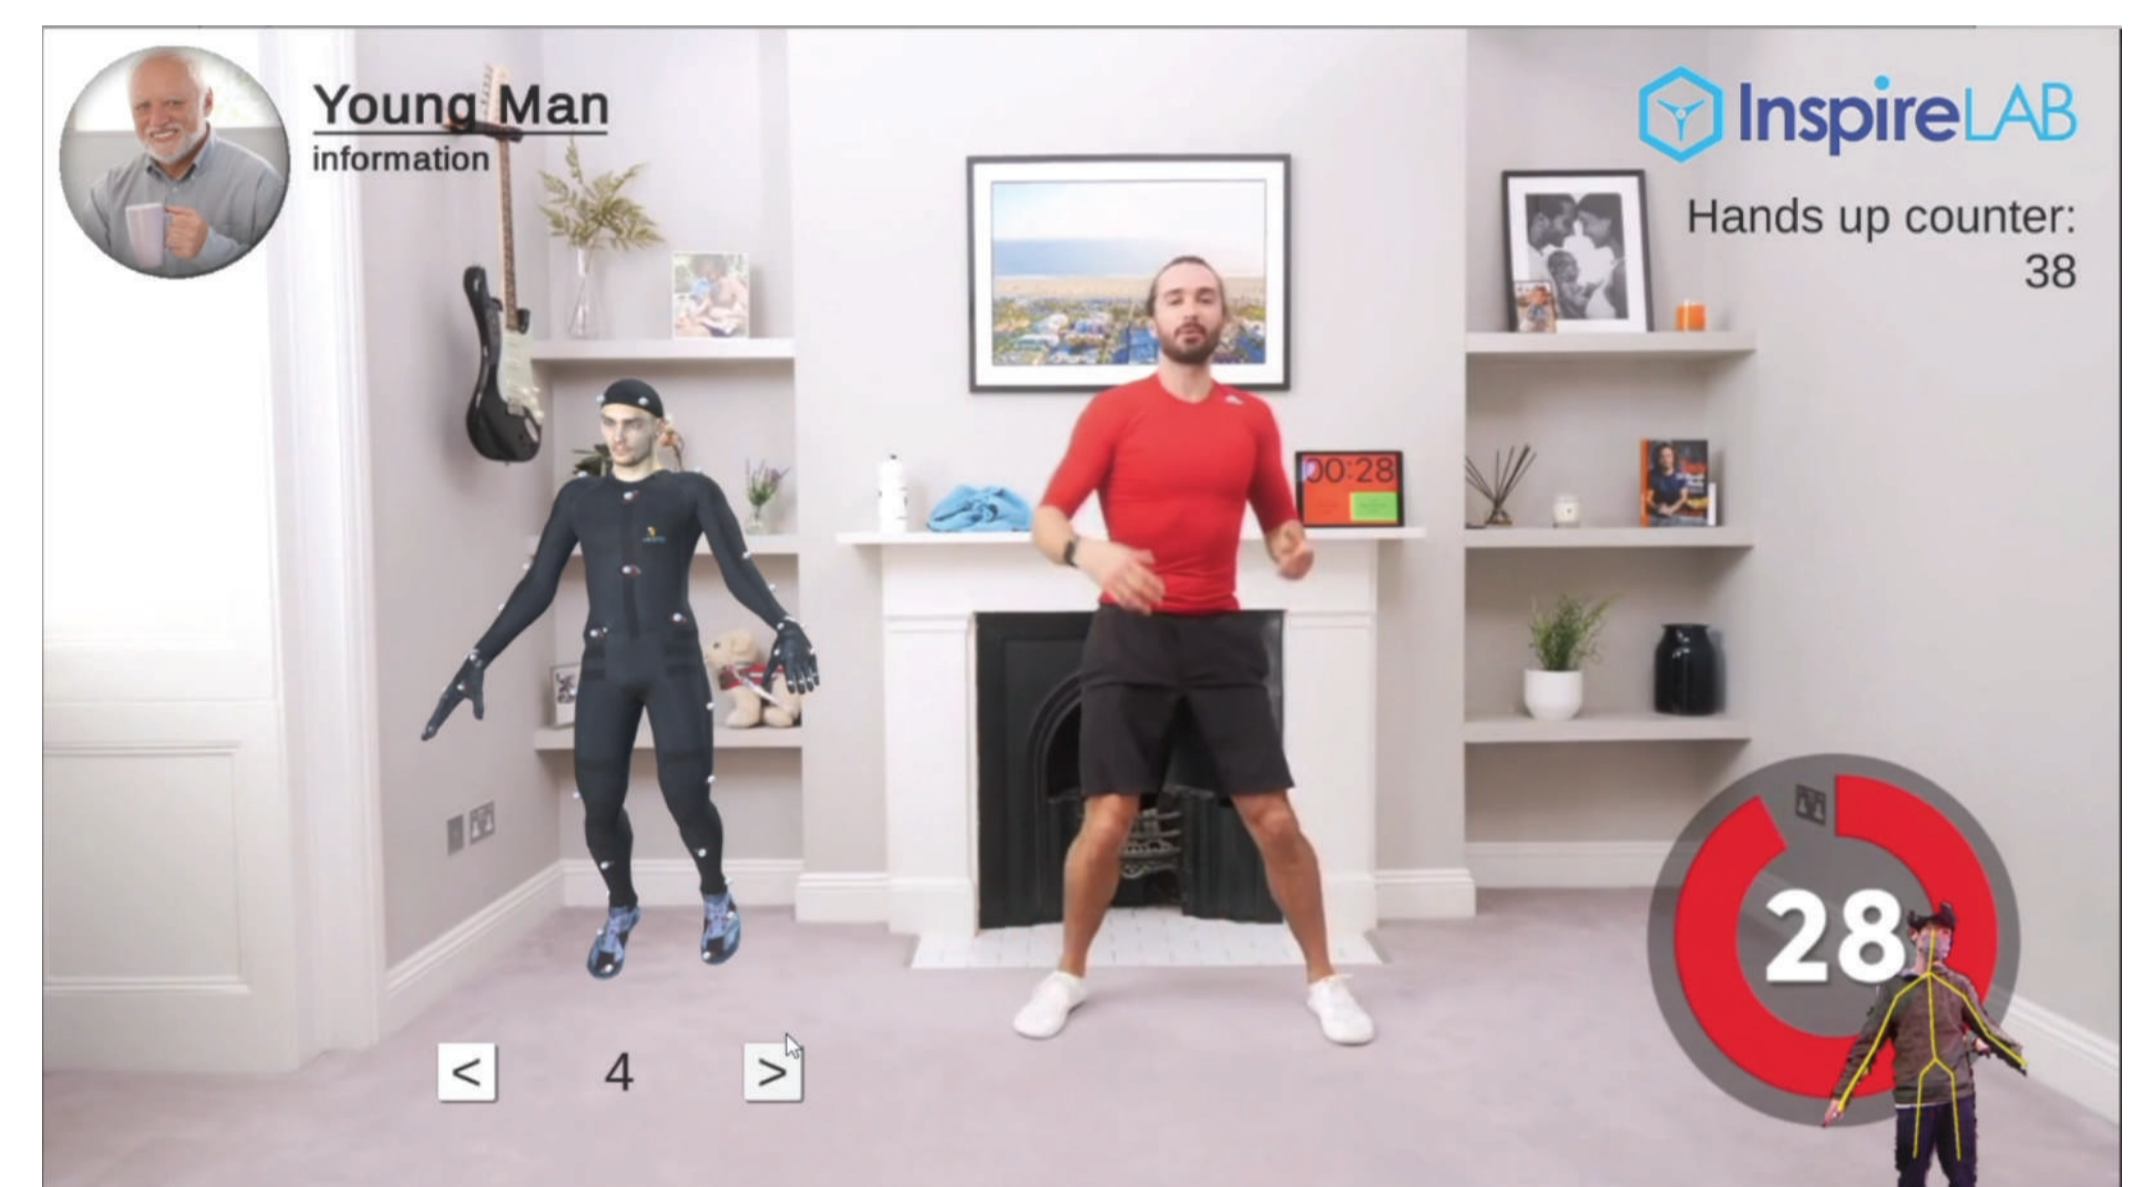 Young Man
information
InspireLAB
Hands up counter:
38
00:28
28
<
4
>